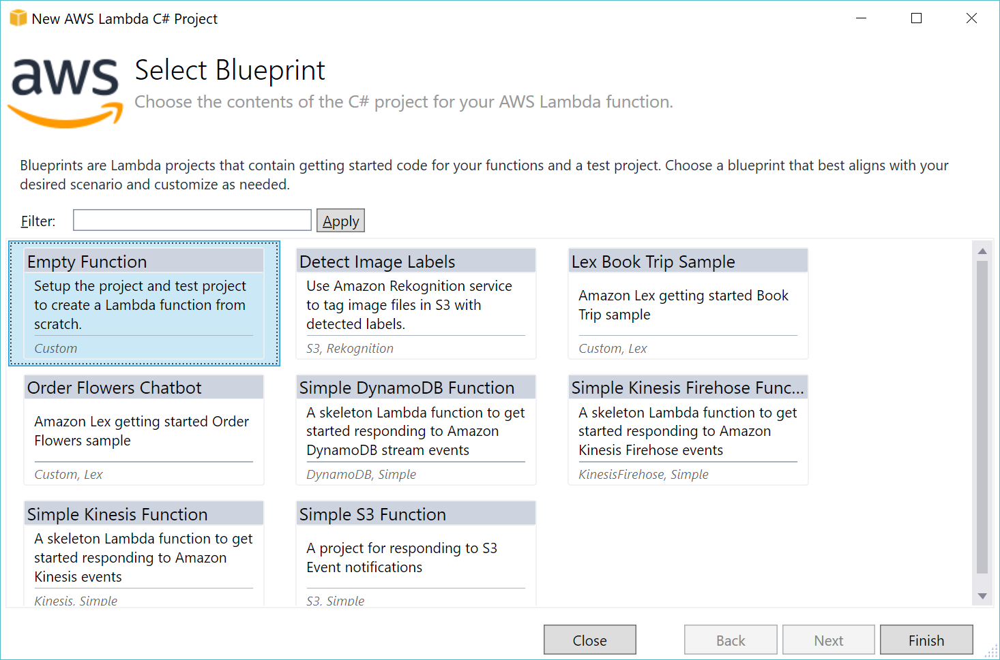 New AWS Lambda C# Project
aws
Select Blueprint
Choose the contents of the C# project for your AWS Lambda function.
Blueprints are Lambda projects that contain getting started code for your functions and a test project. Choose a blueprint that best aligns with your
desired scenario and customize as needed.
Filter:
Apply
Empty Function
Setup the project and test project
to create a Lambda function from
scratch.
Custom
Detect Image Labels
Use Amazon Rekognition service
to tag image files in S3 with
detected labels.
S3, Rekognition
Lex Book Trip Sample
Amazon Lex getting started Book
Trip sample
Custom, Lex
Order Flowers Chatbot
Amazon Lex getting started Order
Flowers sample
Custom, Lex
Simple DynamoDB Function
A skeleton Lambda function to get
started responding to Amazon
DynamoDB stream events
DynamoDB, Simple
Simple Kinesis Firehose Func...
A skeleton Lambda function to get
started responding to Amazon
Kinesis Firehose events
KinesisFirehose, Simple
Simple Kinesis Function
A skeleton Lambda function to get
started responding to Amazon
Kinesis events
Kinesis, Simple
Simple S3 Function
A project for responding to S3
Event notifications
S3, Simple
Close
Back
Next
Finish